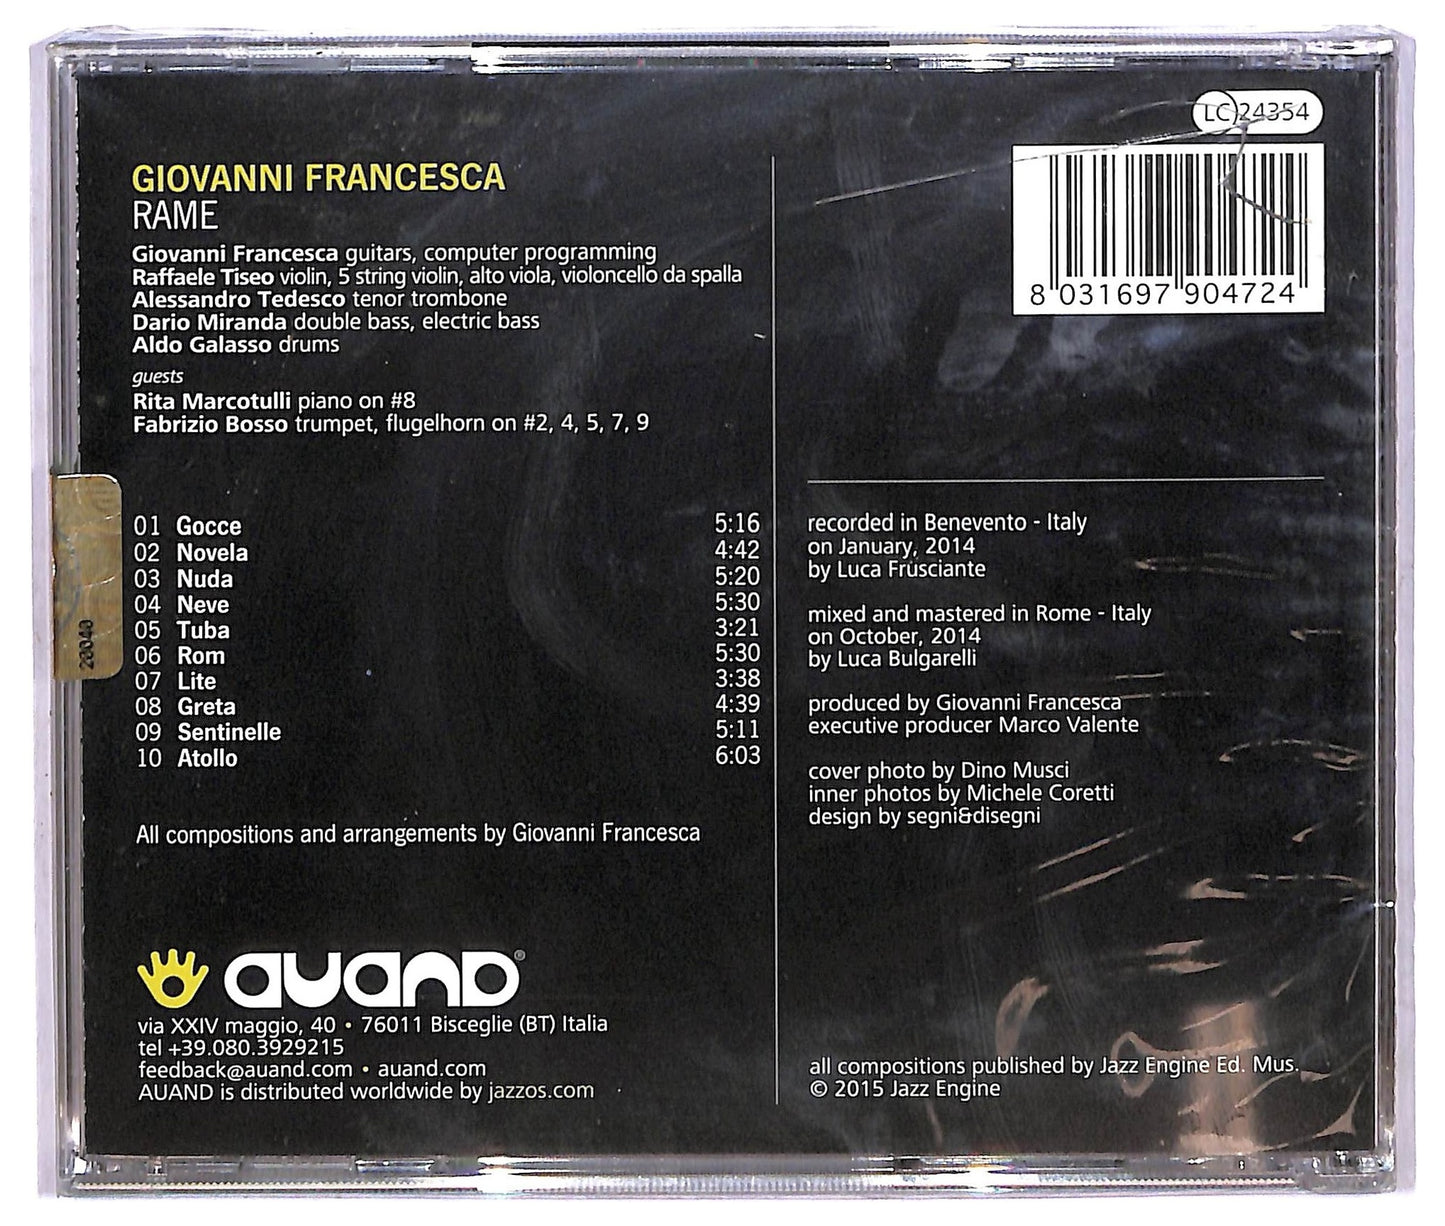 LC 24354
8 031697 904724
GIOVANNI FRANCESCA
RAME
Giovanni Francesca guitars, computer programming
Raffaele Tiseo violin, 5 string violin, alto viola, violoncello da spalla
Alessandro Tedesco tenor trombone
Dario Miranda double bass, electric bass
Aldo Galasso drums
guests
Rita Marcotulli piano on #8
Fabrizio Bosso trumpet, flugelhorn on #2, 4, 5, 7, 9
01 Gocce 5:16
02 Novela 4:42
03 Nuda 5:20
04 Neve 5:30
05 Tuba 3:21
06 Rom 5:30
07 Lite 3:38
08 Greta 4:39
09 Sentinelle 5:11
10 Atollo 6:03
All compositions and arrangements by Giovanni Francesca
AUAND®
via XXIV maggio, 40 • 76011 Bisceglie (BT) Italia
tel +39.080.3929215
feedback@auand.com • auand.com
AUAND is distributed worldwide by jazzos.com
recorded in Benevento - Italy
on January, 2014
by Luca Frusciante
mixed and mastered in Rome - Italy
on October, 2014
by Luca Bulgarelli
produced by Giovanni Francesca
executive producer Marco Valente
cover photo by Dino Musci
inner photos by Michele Coretti
design by segni&disegni
all compositions published by Jazz Engine Ed. Mus.
© 2015 Jazz Engine